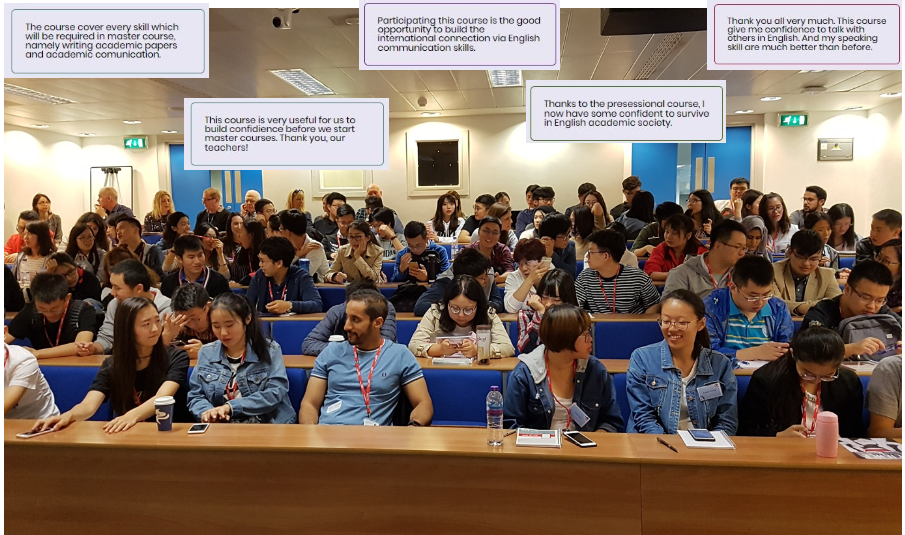 The course cover every skill which
will be required in master course,
namely writing academic papers
and academic comunication.
Participating this course is the good
opportunity to build the
international connection via English
communication skills.
Thank you all very much. This course
give me confidence to talk with
others in English. And my speaking
skill are much better than before.
This course is very useful for us to
build confidience before we start
master courses. Thank you, our
teachers!
Thanks to the presessional course, I
now have some confident to survive
in English academic society.